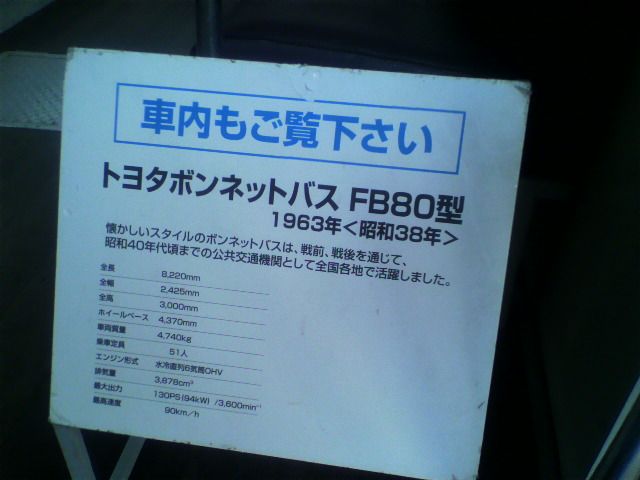 車内もご覧下さい
トヨタボンネットバス FB80型
1963年<昭和38年>
懐かしいスタイルのボンネットバスは、戦前、戦後を通じて、
昭和40年代頃までの公共交通機関として全国各地で活躍しました。
全長 8,220mm
全幅 2,425mm
全高 3,000mm
ホイールベース 4,370mm
車両質量 4,740kg
乗車定員 51人
エンジン形式 水冷直列6気筒OHV
排気量 3,878cm³
最大出力 130PS(94kW)/3,600min⁻¹
最高速度 90km/h